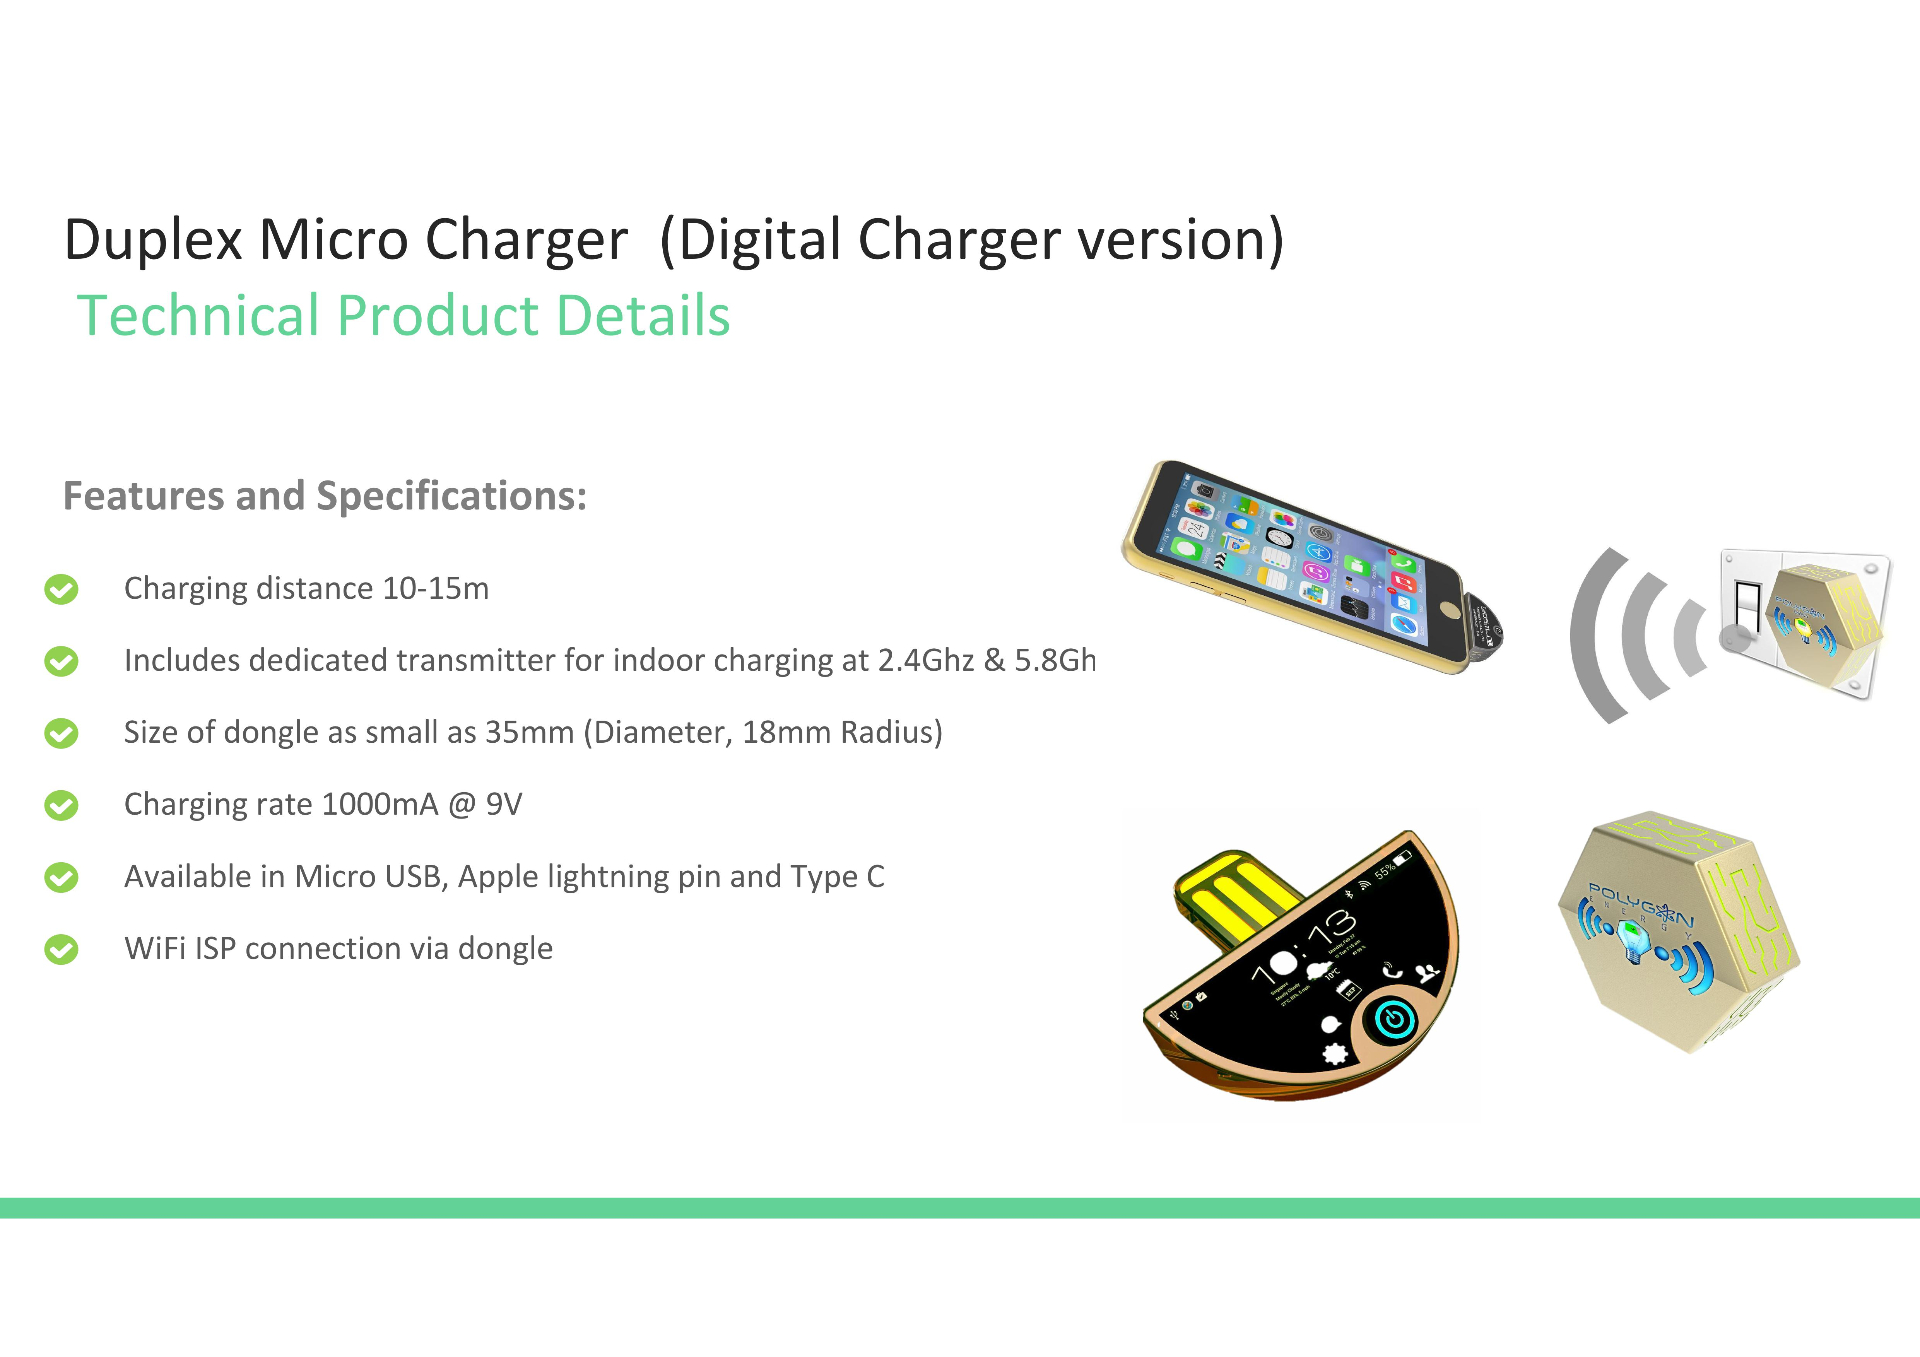 Duplex Micro Charger (Digital Charger version)
Technical Product Details
Features and Specifications:
Charging distance 10-15m
Includes dedicated transmitter for indoor charging at 2.4Ghz & 5.8Gh
Size of dongle as small as 35mm (Diameter, 18mm Radius)
Charging rate 1000mA @ 9V
Available in Micro USB, Apple lightning pin and Type C
WiFi ISP connection via dongle
55%
10:13
10°C
SEP
POLYGON
ENERGY